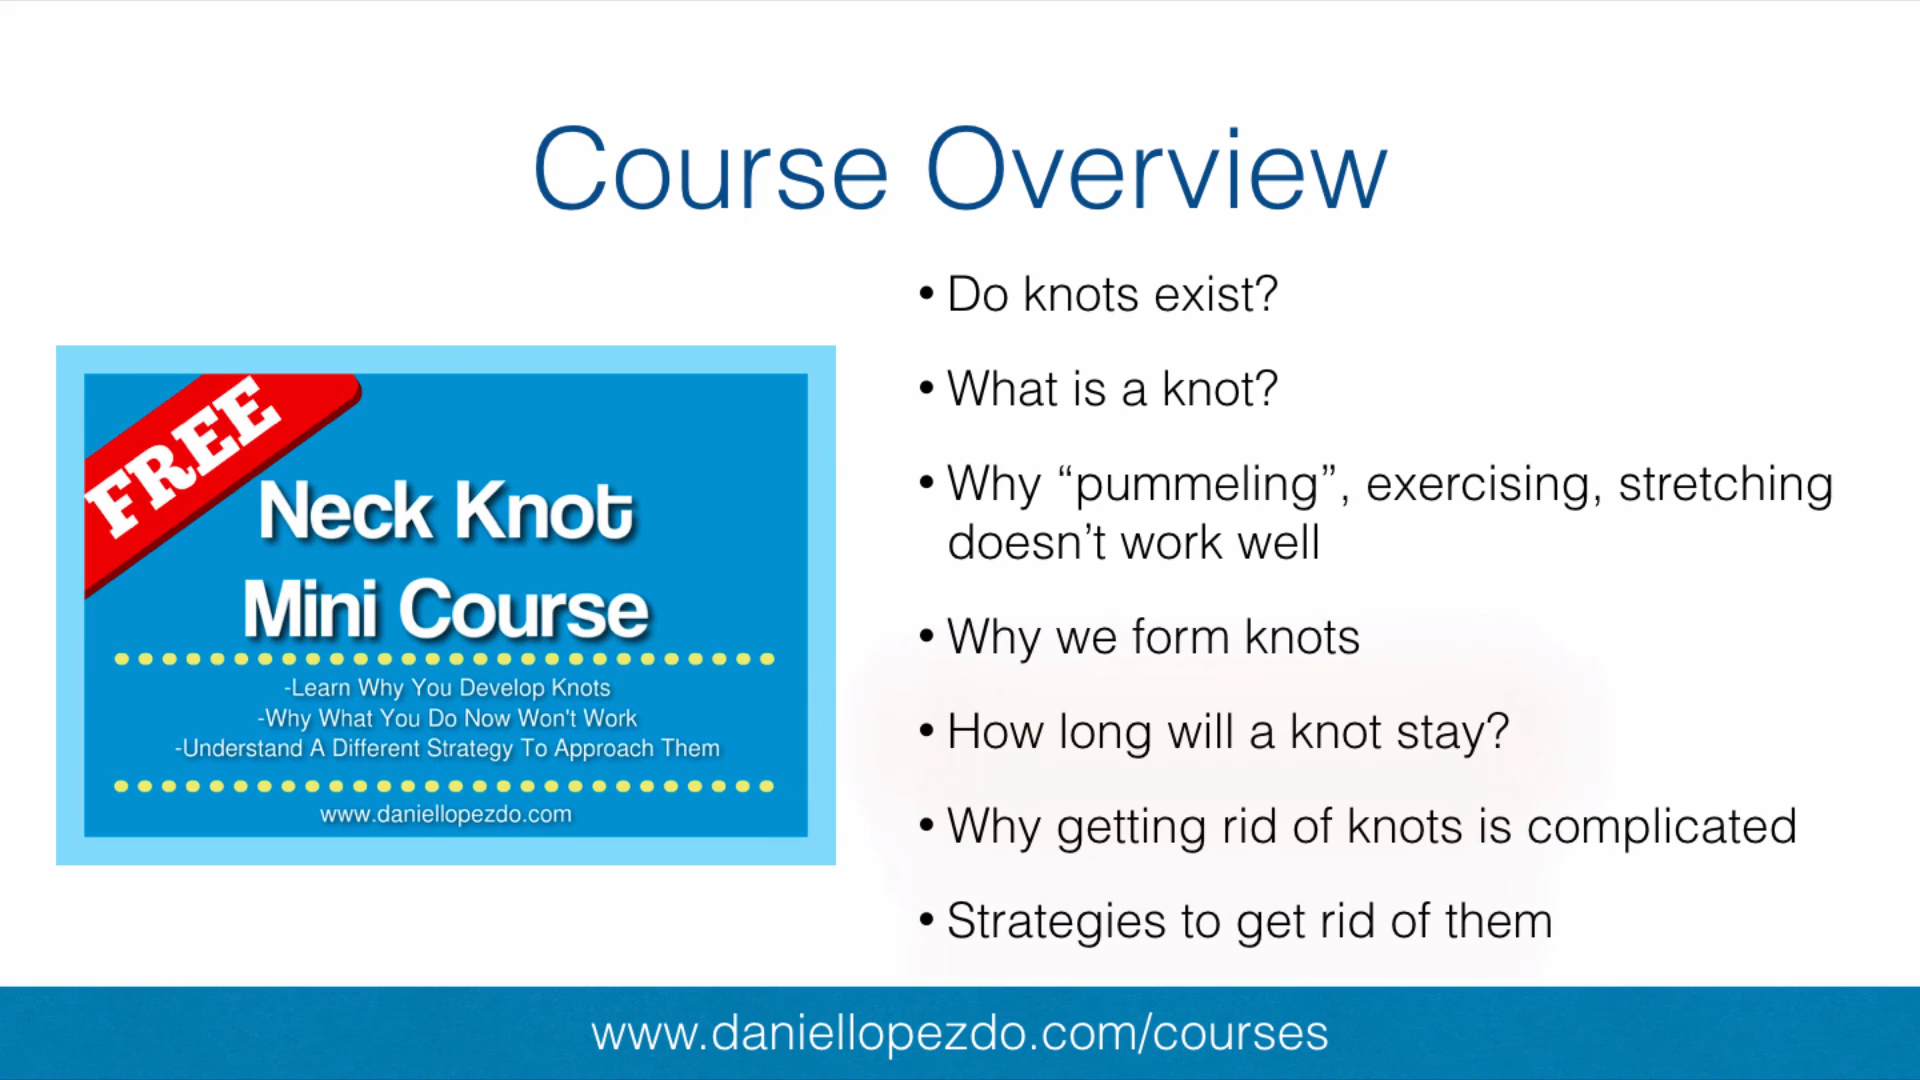 Course Overview
FREE
Neck Knot
Mini Course
-Learn Why You Develop Knots
-Why What You Do Now Won't Work
-Understand A Different Strategy To Approach Them
www.daniellopezdo.com
• Do knots exist?
• What is a knot?
• Why “pummeling”, exercising, stretching
doesn’t work well
• Why we form knots
• How long will a knot stay?
• Why getting rid of knots is complicated
• Strategies to get rid of them
www.daniellopezdo.com/courses